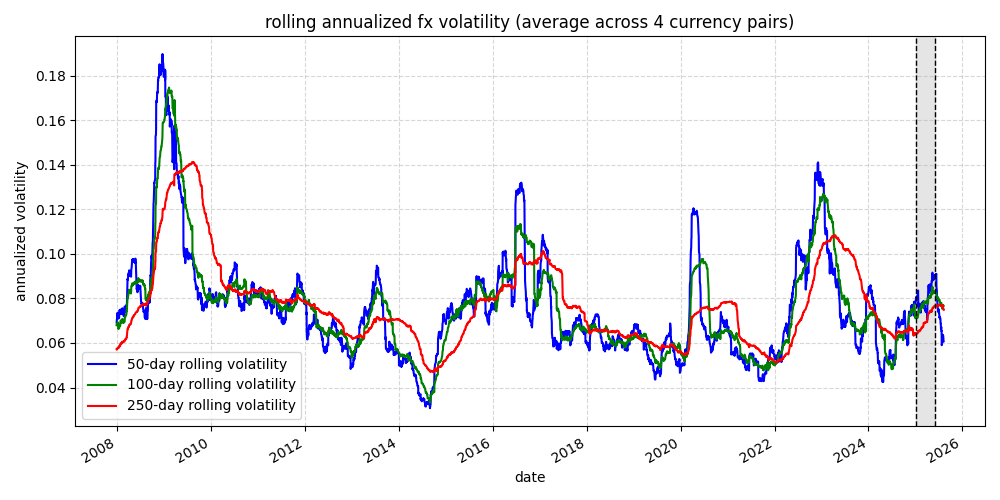 rolling annualized fx volatility (average across 4 currency pairs)
annualized volatility
0.18
0.16
0.14
0.12
0.10
0.08
0.06
0.04
50-day rolling volatility
100-day rolling volatility
250-day rolling volatility
2008 2010 2012 2014 2016 2018 2020 2022 2024 2026
date